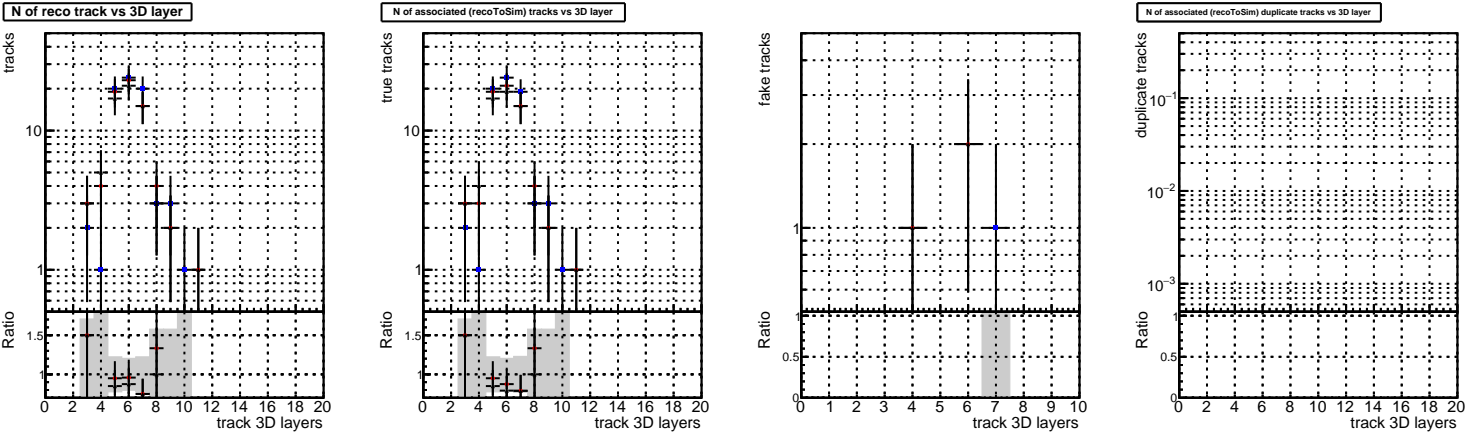 N of reco track vs 3D layer
tracks
10
1
Ratio
1.5
1
0 2 4 6 8 10 12 14 16 18 20
track 3D layers
N of associated (recoToSim) tracks vs 3D layer
true tracks
10
1
Ratio
1.5
1
0 2 4 6 8 10 12 14 16 18 20
track 3D layers
fake tracks
1
Ratio
1
0.5
0
0 1 2 3 4 5 6 7 8 9 10
track 3D layers
N of associated (recoToSim) duplicate tracks vs 3D layer
duplicate tracks
10−1
10−2
10−3
Ratio
1
0.5
0
0 2 4 6 8 10 12 14 16 18 20
track 3D layers